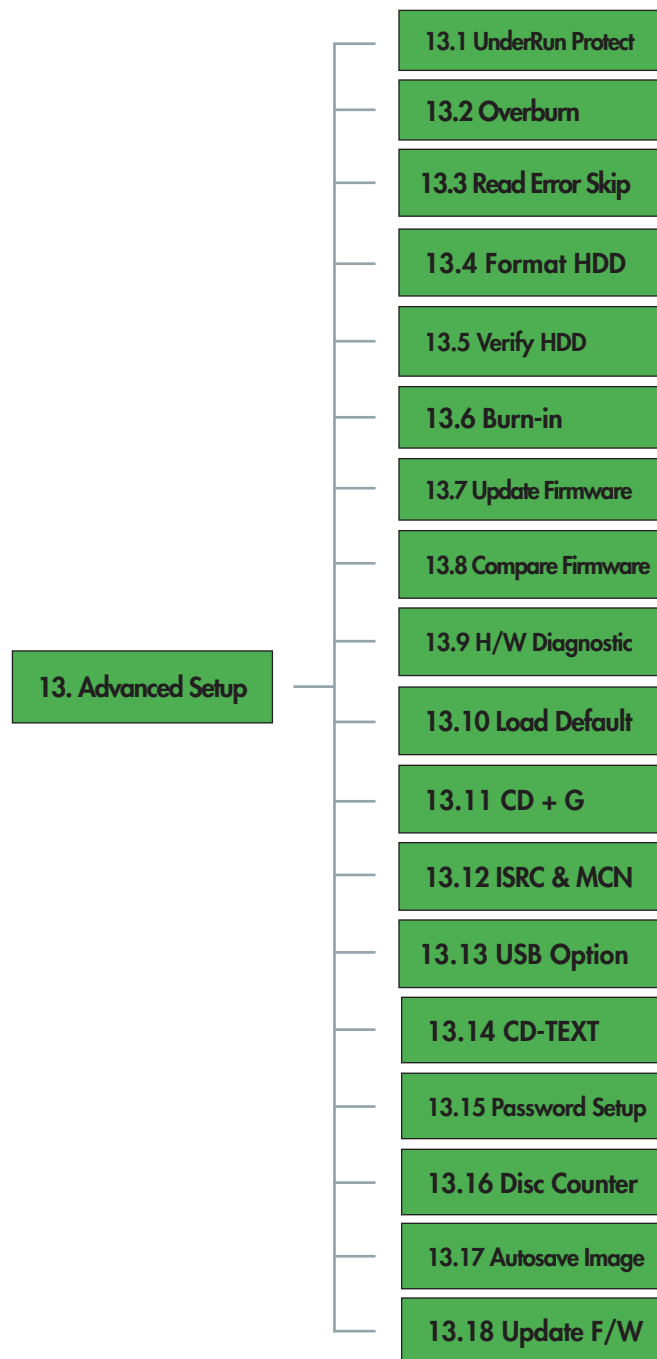 13.1 UnderRun Protect
13.2 Overburn
13.3 Read Error Skip
13.4 Format HDD
13.5 Verify HDD
13.6 Burn-in
13.7 Update Firmware
13.8 Compare Firmware
13.9 H/W Diagnostic
13. Advanced Setup
13.10 Load Default
13.11 CD + G
13.12 ISRC & MCN
13.13 USB Option
13.14 CD-TEXT
13.15 Password Setup
13.16 Disc Counter
13.17 Autosave Image
13.18 Update F/W